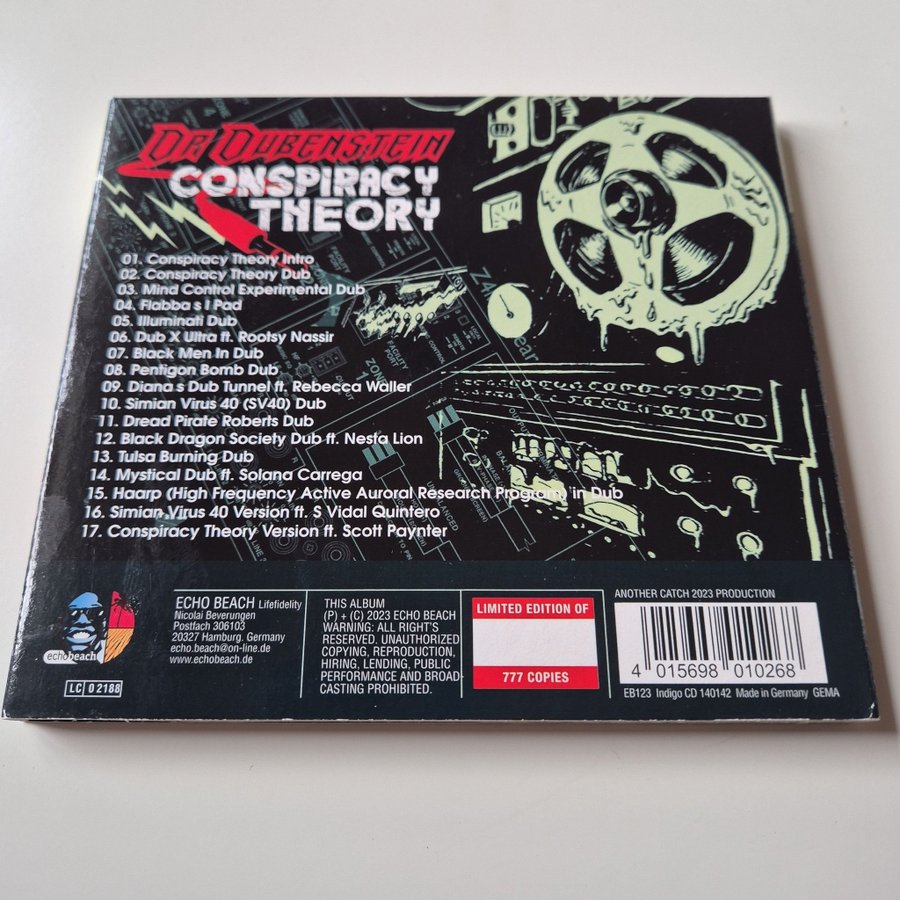 DR DUBENSTEIN
CONSPIRACY
THEORY
01. Conspiracy Theory Intro
02. Conspiracy Theory Dub
03. Mind Control Experimental Dub
04. Flabba s I Pad
05. Illuminati Dub
06. Dub X Ultra ft. Rootsy Nassir
07. Black Men In Dub
08. Pentigon Bomb Dub
09. Diana s Dub Tunnel ft. Rebecca Waller
10. Simian Virus 40 (SV40) Dub
11. Dread Pirate Roberts Dub
12. Black Dragon Society Dub ft. Nesta Lion
13. Tulsa Burning Dub
14. Mystical Dub ft. Solana Carrega
15. Haarp (High Frequency Active Auroral Research Program) in Dub
16. Simian Virus 40 Version ft. S Vidal Quintero
17. Conspiracy Theory Version ft. Scott Paynter
FACILITY
PORT
ZONE
UNBALANCED
echo beach
LC 02188
ECHO BEACH Lifefidelity
Nicolai Beverungen
Postfach 306103
20327 Hamburg. Germany
echo.beach@on-line.de
www.echobeach.de
THIS ALBUM
(P) + (C) 2023 ECHO BEACH
WARNING: ALL RIGHT'S
RESERVED. UNAUTHORIZED
COPYING, REPRODUCTION,
HIRING, LENDING, PUBLIC
PERFORMANCE AND BROAD-
CASTING PROHIBITED.
LIMITED EDITION OF
777 COPIES
ANOTHER CATCH 2023 PRODUCTION
4 015698 010268
EB123 Indigo CD 140142 Made in Germany GEMA